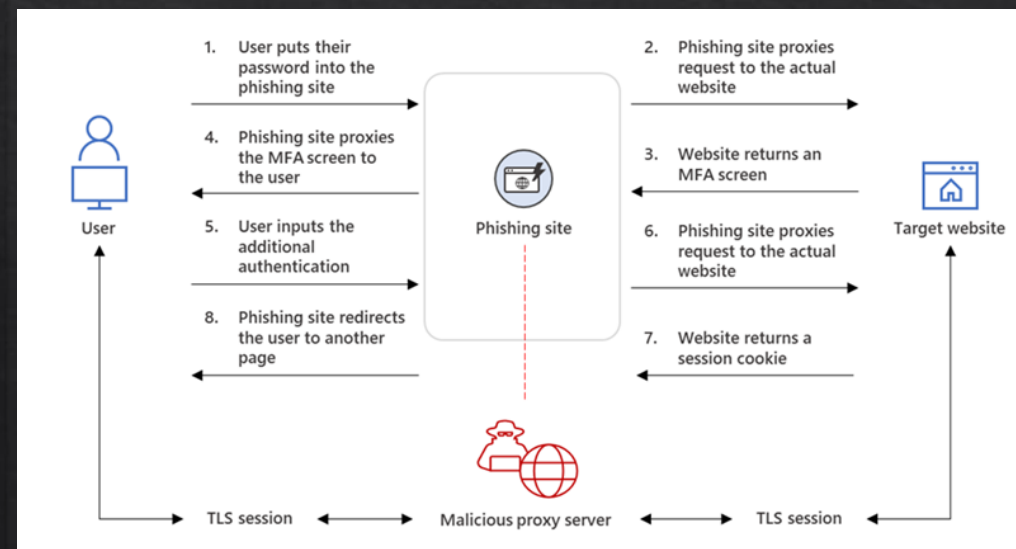 1. User puts their
password into the
phishing site
2. Phishing site proxies
request to the actual
website
4. Phishing site proxies
the MFA screen to
the user
3. Website returns an
MFA screen
User
Phishing site
Target website
5. User inputs the
additional
authentication
6. Phishing site proxies
request to the actual
website
8. Phishing site redirects
the user to another
page
7. Website returns a
session cookie
TLS session
Malicious proxy server
TLS session